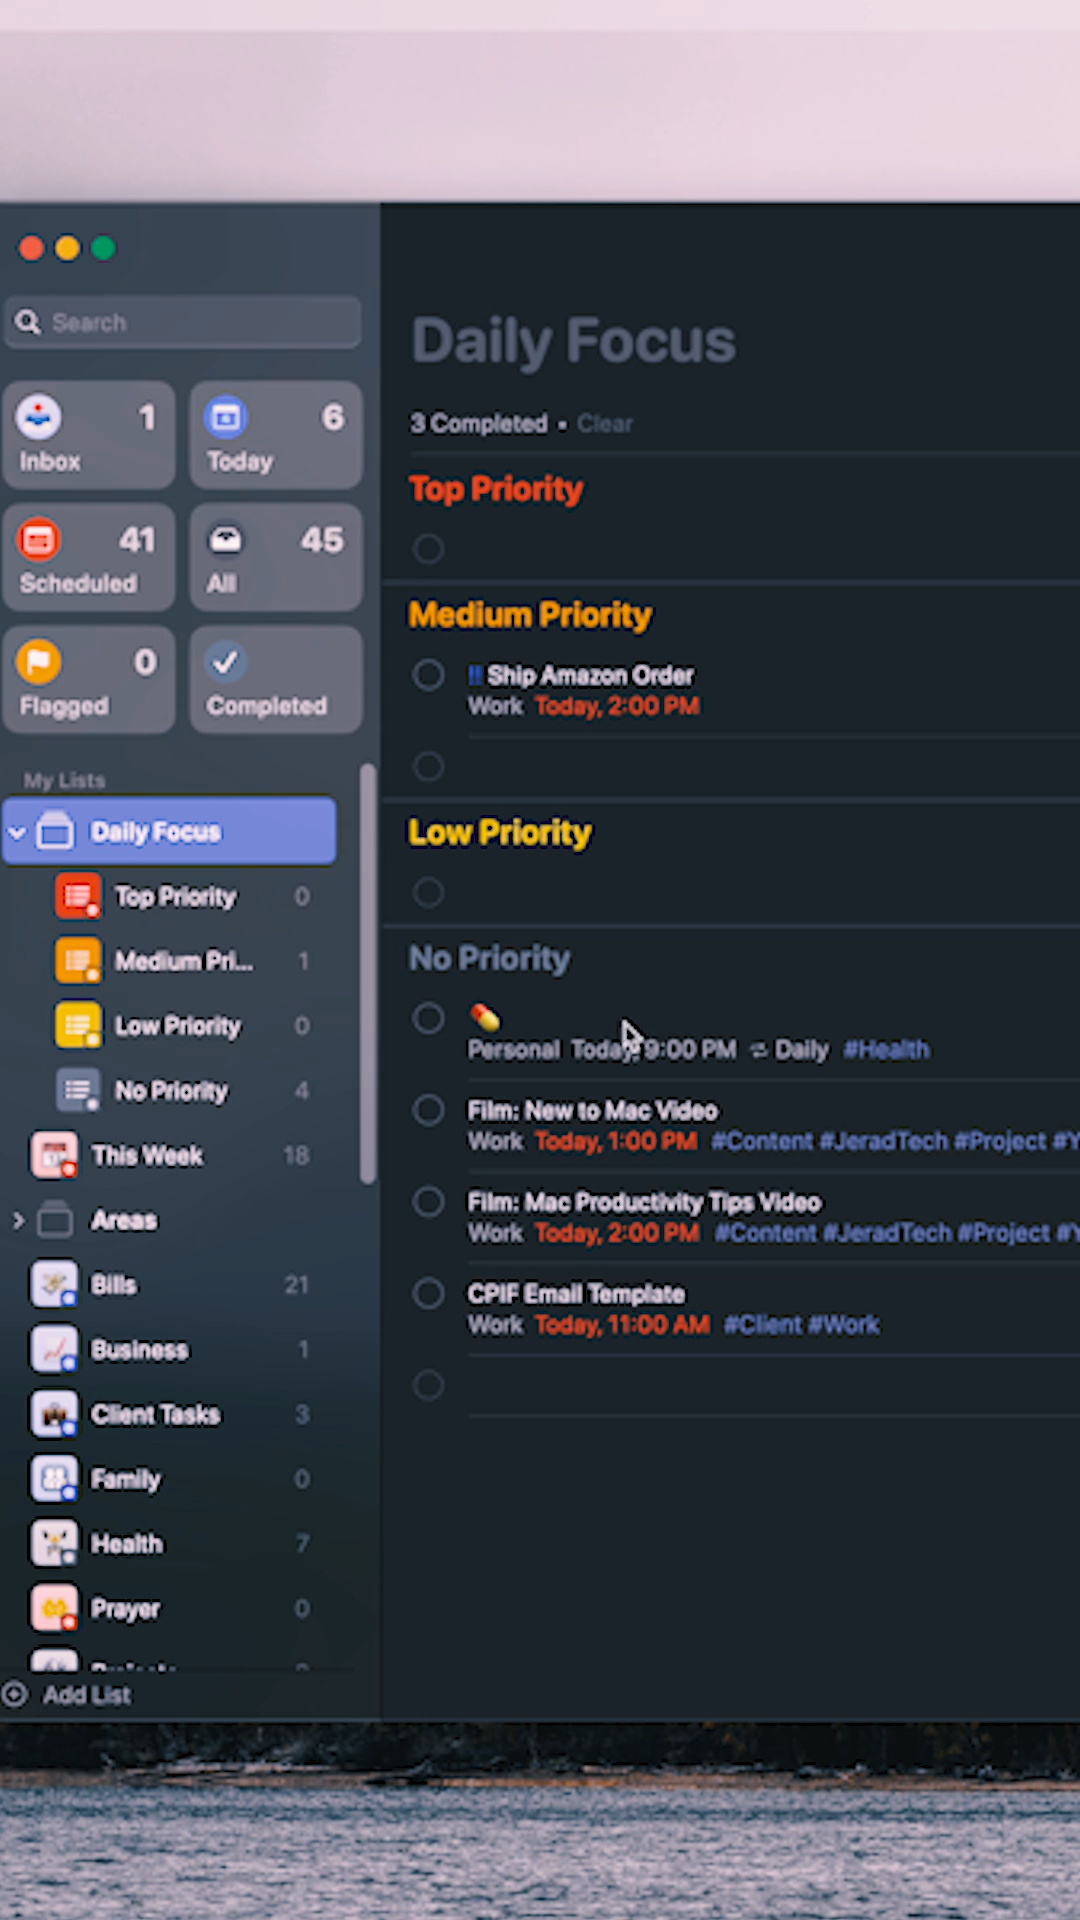 Search
Inbox 1
Today 6
Scheduled 41
All 45
Flagged 0
Completed
My Lists
Daily Focus
Top Priority 0
Medium Pri... 1
Low Priority 0
No Priority 4
This Week 18
Areas
Bills 21
Business 1
Client Tasks 3
Family 0
Health 7
Prayer 0
Add List
Daily Focus
3 Completed • Clear
Top Priority
Medium Priority
!! Ship Amazon Order
Work Today, 2:00 PM
Low Priority
No Priority
Personal Today, 9:00 PM Daily #Health
Film: New to Mac Video
Work Today, 1:00 PM #Content #JeradTech #Project #Y
Film: Mac Productivity Tips Video
Work Today, 2:00 PM #Content #JeradTech #Project #Y
CPIF Email Template
Work Today, 11:00 AM #Client #Work